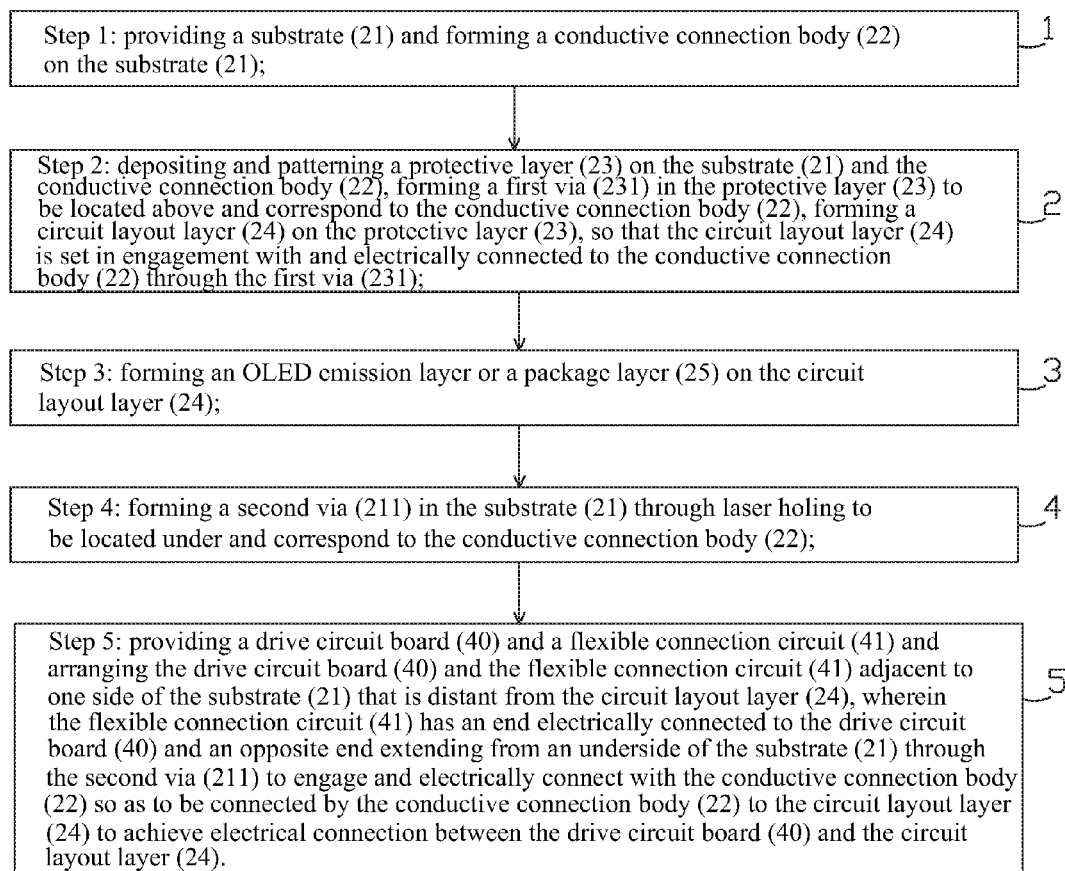 Step 1: providing a substrate (21) and forming a conductive connection body (22)
on the substrate (21);
1
Step 2: depositing and patterning a protective layer (23) on the substrate (21) and the
conductive connection body (22), forming a first via (231) in the protective layer (23) to
be located above and correspond to the conductive connection body (22), forming a
circuit layout layer (24) on the protective layer (23), so that the circuit layout layer (24)
is set in engagement with and electrically connected to the conductive connection
body (22) through the first via (231);
2
Step 3: forming an OLED emission layer or a package layer (25) on the circuit
layout layer (24);
3
Step 4: forming a second via (211) in the substrate (21) through laser holing to
be located under and correspond to the conductive connection body (22);
4
Step 5: providing a drive circuit board (40) and a flexible connection circuit (41) and
arranging the drive circuit board (40) and the flexible connection circuit (41) adjacent to
one side of the substrate (21) that is distant from the circuit layout layer (24), wherein
the flexible connection circuit (41) has an end electrically connected to the drive circuit
board (40) and an opposite end extending from an underside of the substrate (21) through
the second via (211) to engage and electrically connect with the conductive connection body
(22) so as to be connected by the conductive connection body (22) to the circuit layout layer
(24) to achieve electrical connection between the drive circuit board (40) and the circuit
layout layer (24).
5